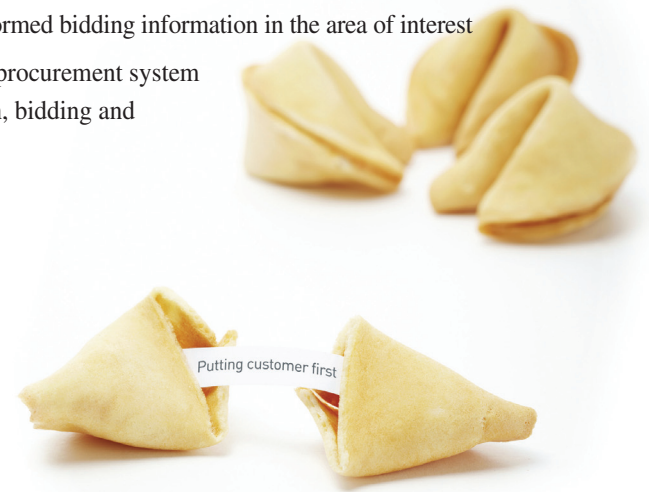 ormed bidding information in the area of interest
procurement system
, bidding and
Putting customer first